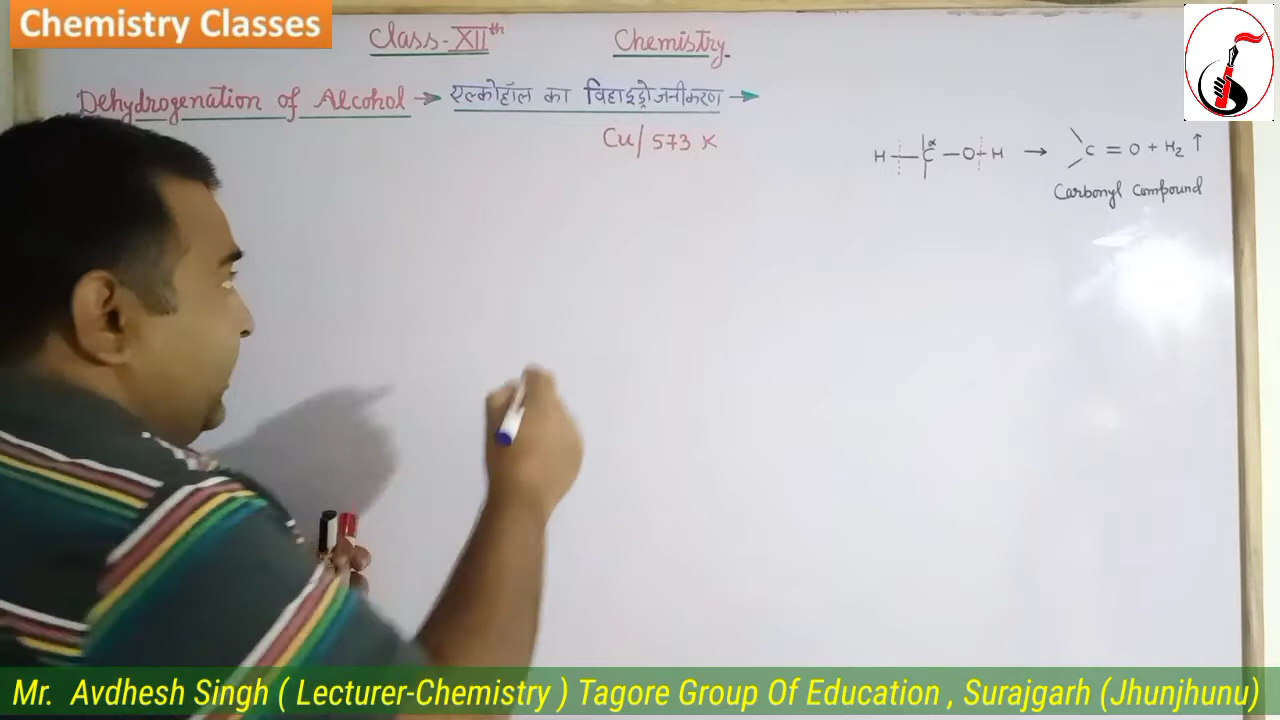 Chemistry Classes
Class-XIIth Chemistry
Dehydrogenation of Alcohol → एल्कोहॉल का विहाइड्रोजनीकरण →
Cu/573 K
H—C—O—H → C = O + H2 ↑
α
Carbonyl Compound
Mr. Avdhesh Singh ( Lecturer-Chemistry ) Tagore Group Of Education , Surajgarh (Jhunjhunu)